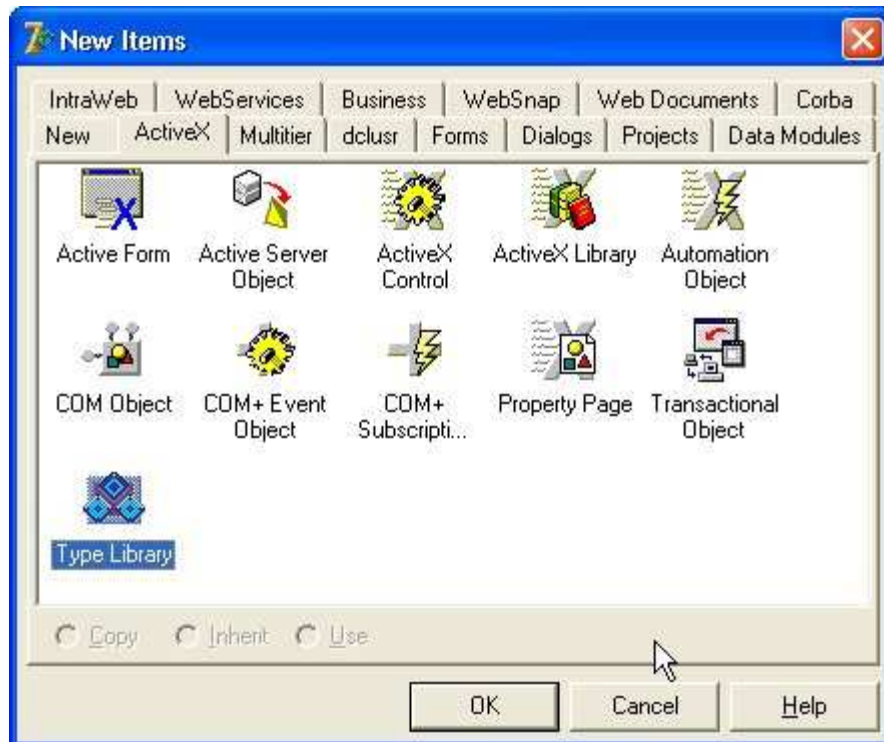 New Items
IntraWeb WebServices Business WebSnap Web Documents Corba
New ActiveX Multitier dclusr Forms Dialogs Projects Data Modules
Active Form Active Server Object ActiveX Control ActiveX Library Automation Object
COM Object COM+ Event Object COM+ Subscripti... Property Page Transactional Object
Type Library
Copy Inherit Use
OK Cancel Help